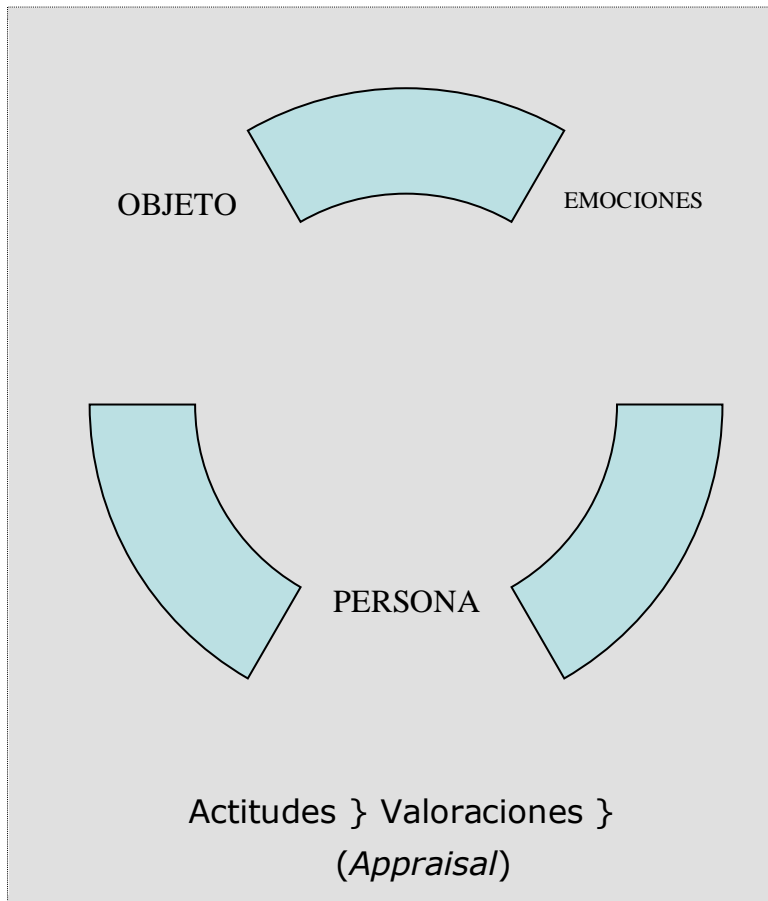 OBJETO
EMOCIONES
PERSONA
Actitudes } Valoraciones }
(Appraisal)